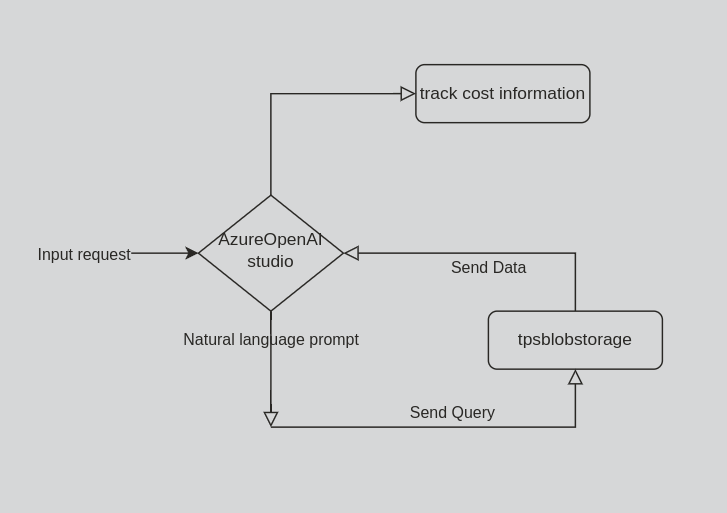 track cost information
AzureOpenAI
studio
Input request
Send Data
Natural language prompt
tpsblobstorage
Send Query